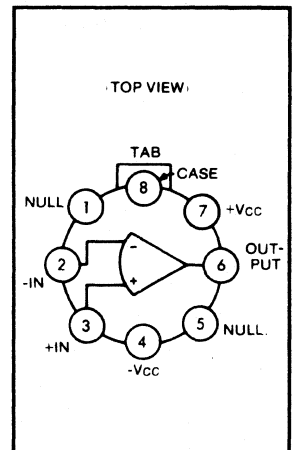 (TOP VIEW)
TAB
CASE
8
NULL
1
7
+VCC
-
2
-IN
6
OUT-
PUT
+
3
+IN
5
NULL.
4
-VCC